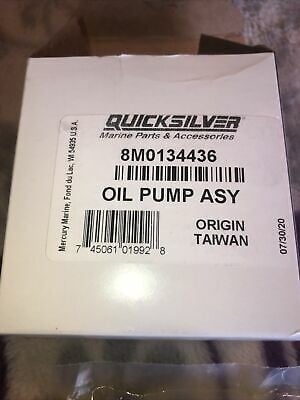 QUICKSILVER
Marine Parts & Accessories
8M0134436
OIL PUMP ASY
ORIGIN
TAIWAN
7 45061 01992 8
Mercury Marine, Fond du Lac, WI 54935 U.S.A.
07/30/20